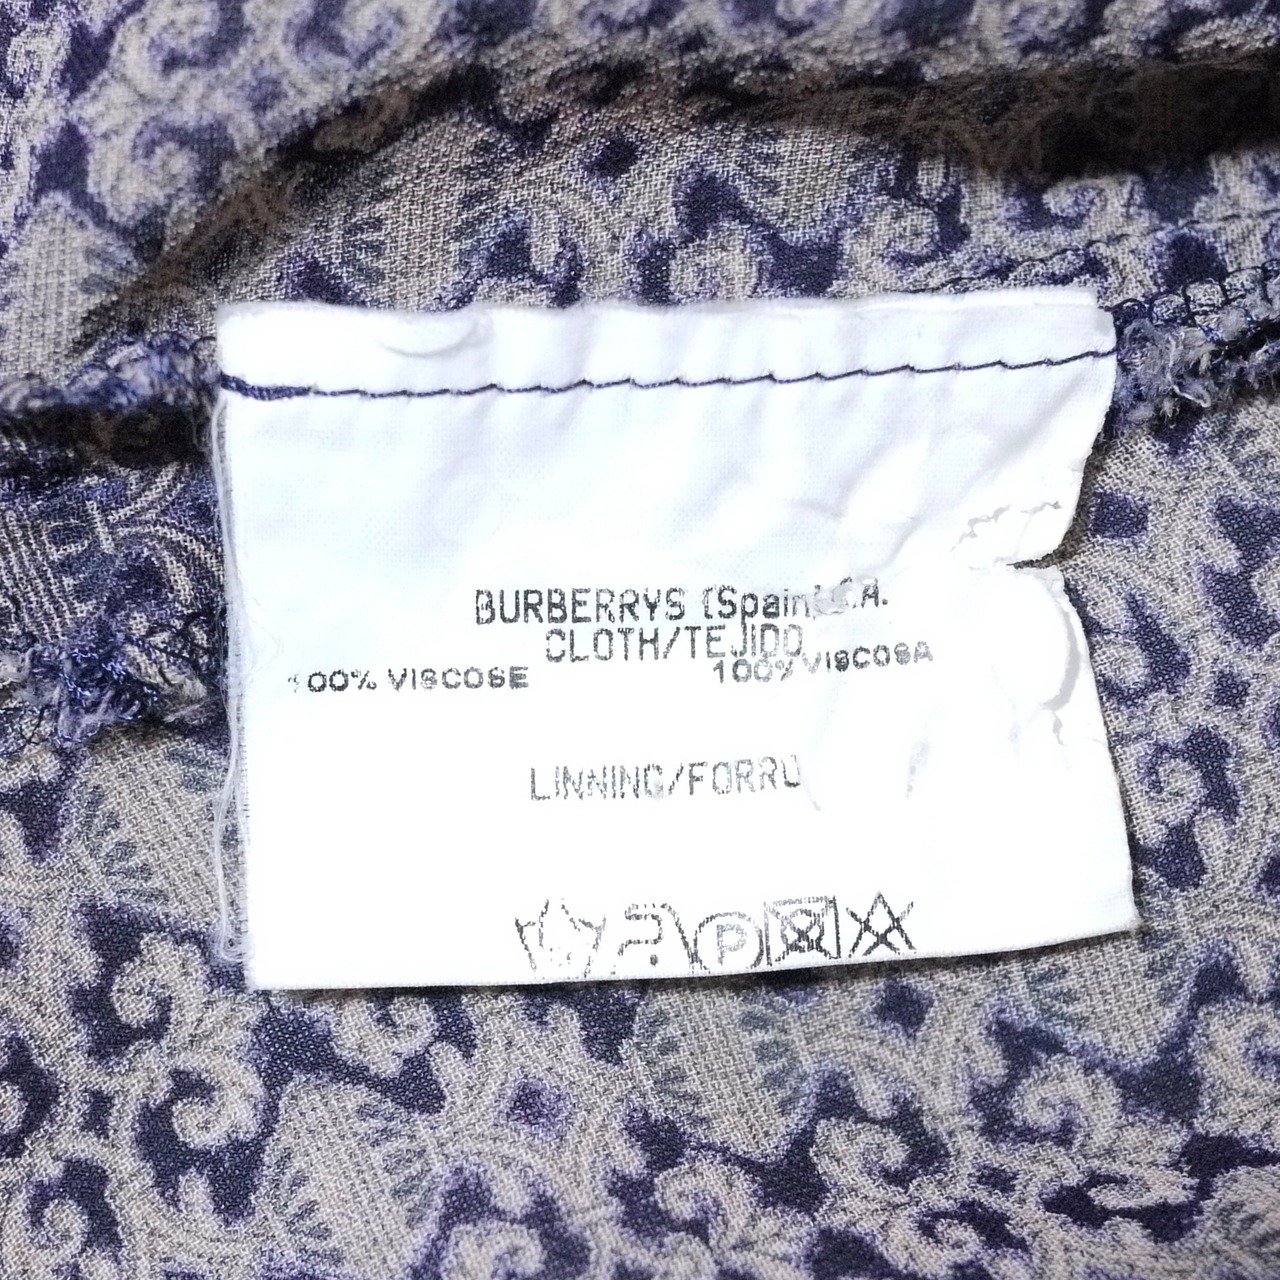 BURBERRYS (Spain) S.A.
CLOTH/TEJIDO
100% VISCOSE 100% VISCOSA
LINNING/FORRO
P